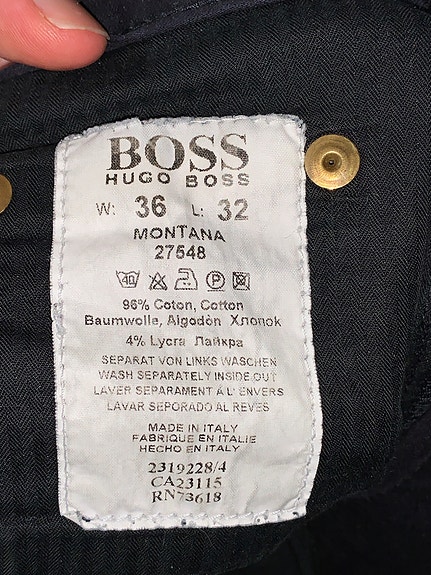 BOSS
HUGO BOSS
W: 36 L: 32
MONTANA
27548
40 P
96% Coton, Cotton
Baumwolle, Algodòn Хлопок
4% Lycra Лайкра
SEPARAT VON LINKS WASCHEN
WASH SEPARATELY INSIDE OUT
LAVER SEPARAMENT À L'ENVERS
LAVAR SEPORADO AL REVES
MADE IN ITALY
FABRIQUE EN ITALIE
HECHO EN ITALY
2319228/4
CA23115
RN73618